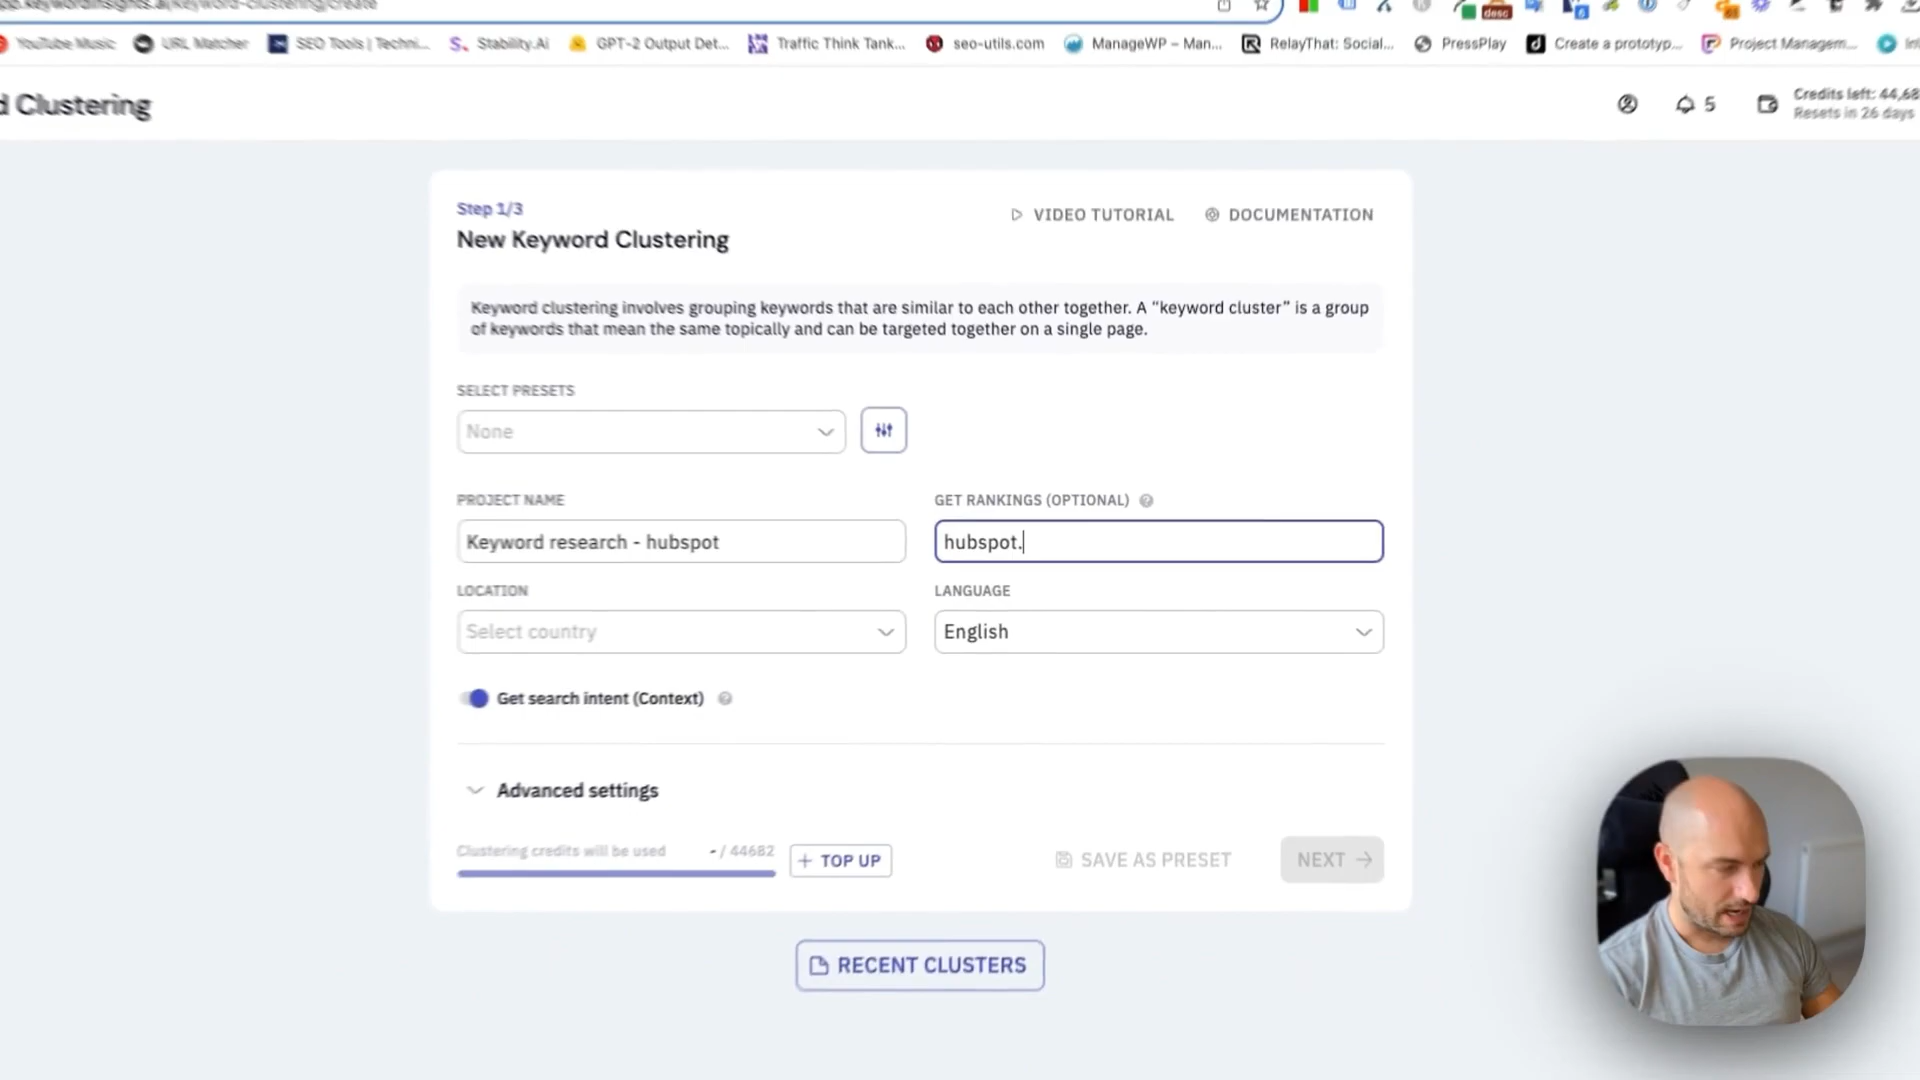 YouTube Music URL Matcher SEO Tools | Techni... Stability.Ai GPT-2 Output Det... Traffic Think Tank... seo-utils.com ManageWP – Man... RelayThat: Social... PressPlay Create a prototyp... Project Managem...
desc
d Clustering
5
Credits left: 44,68
Resets in 26 days
Step 1/3
New Keyword Clustering
VIDEO TUTORIAL
DOCUMENTATION
Keyword clustering involves grouping keywords that are similar to each other together. A “keyword cluster” is a group
of keywords that mean the same topically and can be targeted together on a single page.
SELECT PRESETS
None
PROJECT NAME
Keyword research - hubspot
GET RANKINGS (OPTIONAL)
hubspot.
LOCATION
Select country
LANGUAGE
English
Get search intent (Context)
Advanced settings
Clustering credits will be used - / 44682
+ TOP UP
SAVE AS PRESET
NEXT →
RECENT CLUSTERS